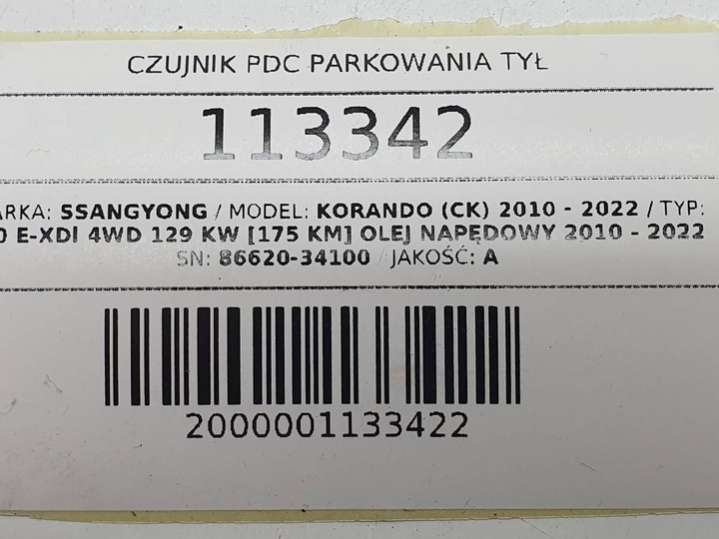 CZUJNIK PDC PARKOWANIA TYŁ
113342
ARKA: SSANGYONG / MODEL: KORANDO (CK) 2010 - 2022 / TYP:
0 E-XDI 4WD 129 KW [175 KM] OLEJ NAPĘDOWY 2010 - 2022
SN: 86620-34100 / JAKOŚĆ: A
2000001133422